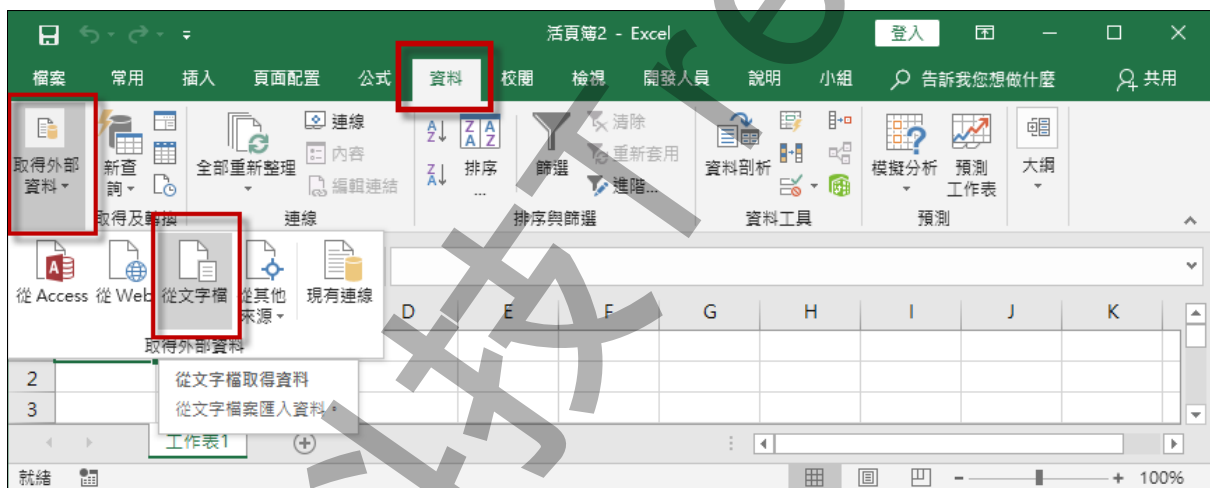 活頁簿2 - Excel
登入
檔案 常用 插入 頁面配置 公式 資料 校閱 檢視 開發人員 說明 小組 告訴我您想做什麼 共用
取得外部資料
新查詢
全部重新整理
連線
內容
編輯連結
排序...
篩選
清除
重新套用
進階...
資料剖析
模擬分析
預測工作表
大綱
取得及轉換 連線 排序與篩選 資料工具 預測
從 Access 從 Web 從文字檔 從其他來源 現有連線
取得外部資料
D E F G H I J K
2
從文字檔取得資料
3
從文字檔案匯入資料。
工作表1
就緒
100%